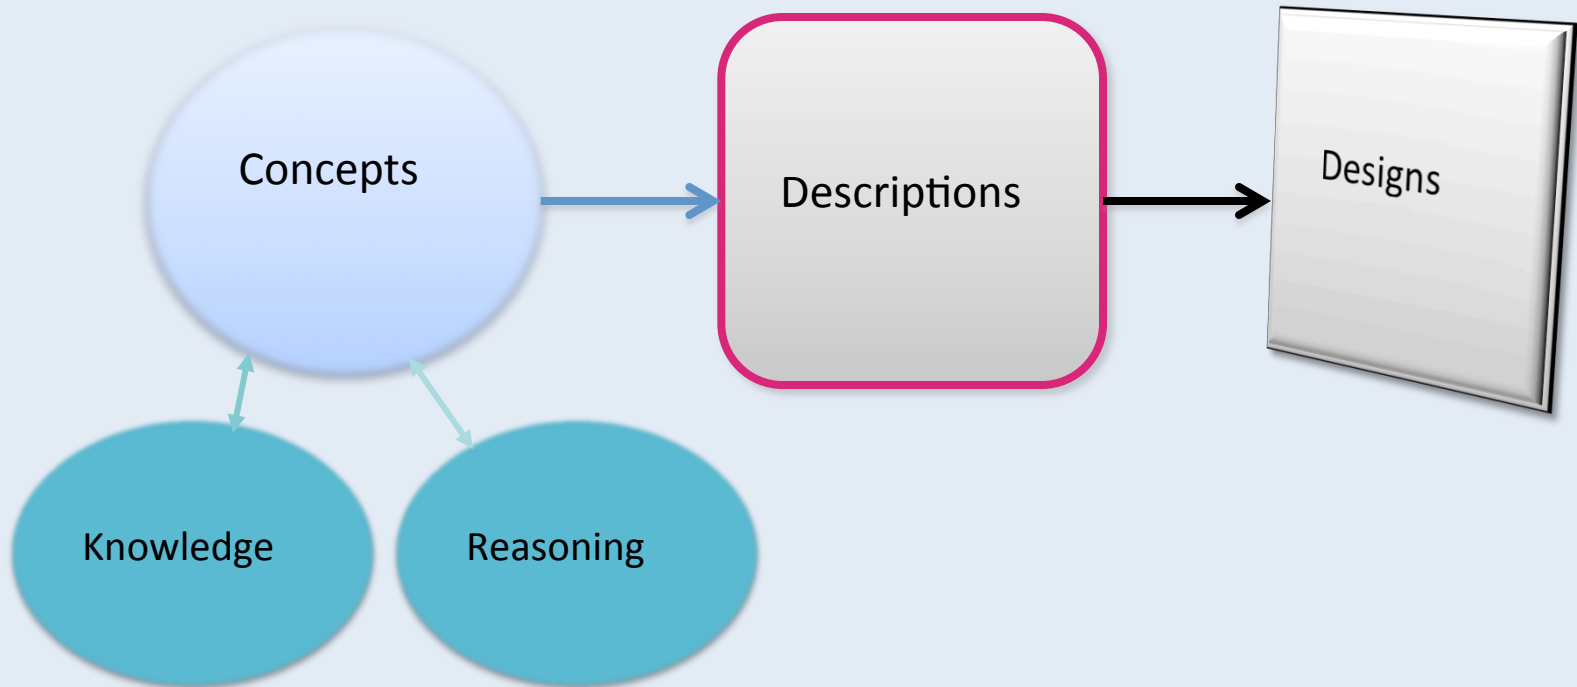 Concepts
Descriptions
Designs
Knowledge
Reasoning